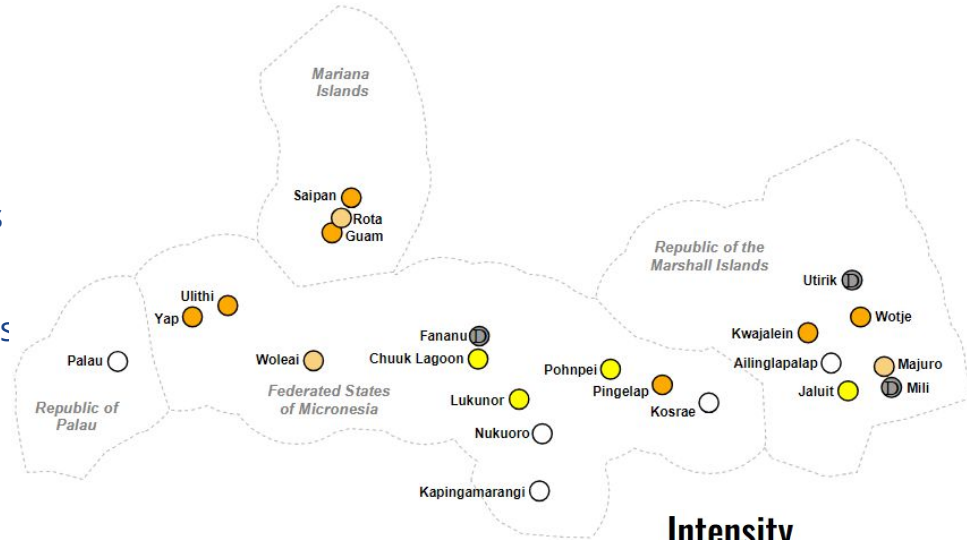 Mariana
Islands
Saipan
Rota
Guam
Republic of the
Marshall Islands
Utirik D
Ulithi
Yap
Wotje
Kwajalein
Fananu D
Chuuk Lagoon
Palau
Woleai
Ailinglapalap
Majuro
Pohnpei
Pingelap
Jaluit
D Mili
Federated States
of Micronesia
Lukunor
Kosrae
Republic of
Palau
Nukuoro
Kapingamarangi
Intensity